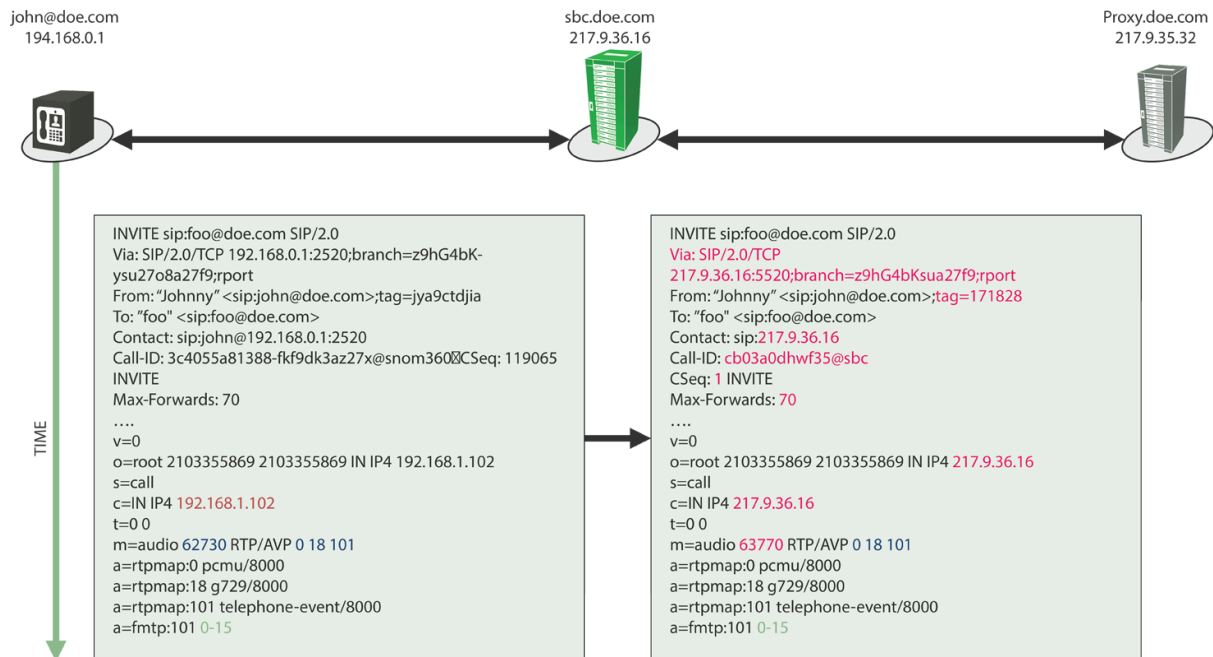 john@doe.com
194.168.0.1
sbc.doe.com
217.9.36.16
Proxy.doe.com
217.9.35.32
TIME
INVITE sip:foo@doe.com SIP/2.0
Via: SIP/2.0/TCP 192.168.0.1:2520;branch=z9hG4bK-
ysu27o8a27f9;rport
From: “Johnny” <sip:john@doe.com>;tag=jya9ctdjia
To: ”foo" <sip:foo@doe.com>
Contact: sip:john@192.168.0.1:2520
Call-ID: 3c4055a81388-fkf9dk3az27x@snom360􏰀CSeq: 119065
INVITE
Max-Forwards: 70
....
v=0
o=root 2103355869 2103355869 IN IP4 192.168.1.102
s=call
c=IN IP4 192.168.1.102
t=0 0
m=audio 62730 RTP/AVP 0 18 101
a=rtpmap:0 pcmu/8000
a=rtpmap:18 g729/8000
a=rtpmap:101 telephone-event/8000
a=fmtp:101 0-15
INVITE sip:foo@doe.com SIP/2.0
Via: SIP/2.0/TCP
217.9.36.16:5520;branch=z9hG4bKsua27f9;rport
From: “Johnny” <sip:john@doe.com>;tag=171828
To: ”foo" <sip:foo@doe.com>
Contact: sip:217.9.36.16
Call-ID: cb03a0dhwf35@sbc
CSeq: 1 INVITE
Max-Forwards: 70
....
v=0
o=root 2103355869 2103355869 IN IP4 217.9.36.16
s=call
c=IN IP4 217.9.36.16
t=0 0
m=audio 63770 RTP/AVP 0 18 101
a=rtpmap:0 pcmu/8000
a=rtpmap:18 g729/8000
a=rtpmap:101 telephone-event/8000
a=fmtp:101 0-15